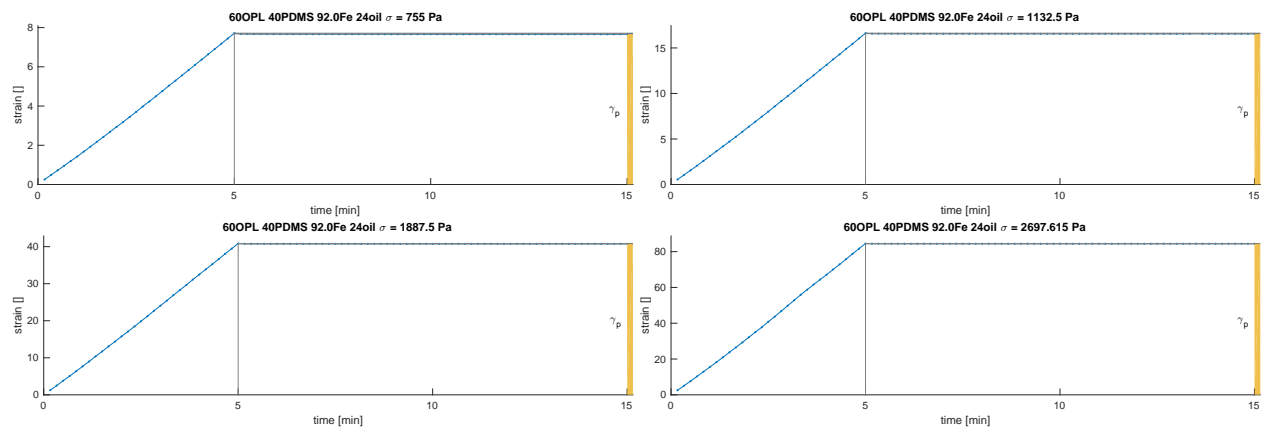 60OPL 40PDMS 92.0Fe 24oil σ = 755 Pa
8
6
4
2
0
strain []
γp
0 5 10 15
time [min]
60OPL 40PDMS 92.0Fe 24oil σ = 1132.5 Pa
15
10
5
0
strain []
γp
0 5 10 15
time [min]
60OPL 40PDMS 92.0Fe 24oil σ = 1887.5 Pa
40
30
20
10
0
strain []
γp
0 5 10 15
time [min]
60OPL 40PDMS 92.0Fe 24oil σ = 2697.615 Pa
80
60
40
20
0
strain []
γp
0 5 10 15
time [min]